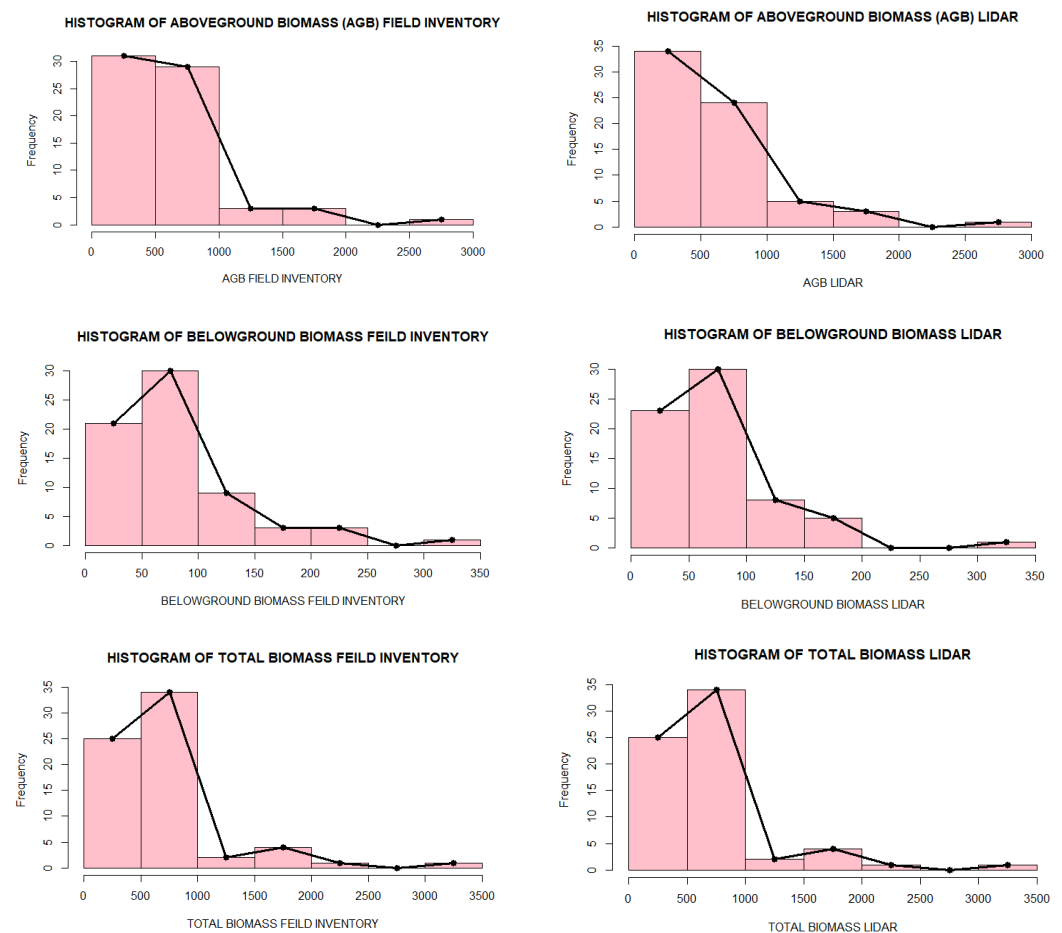 HISTOGRAM OF ABOVEGROUND BIOMASS (AGB) FIELD INVENTORY
Frequency
30
25
20
15
10
5
0
0 500 1000 1500 2000 2500 3000
AGB FIELD INVENTORY
HISTOGRAM OF ABOVEGROUND BIOMASS (AGB) LIDAR
Frequency
35
30
25
20
15
10
5
0
0 500 1000 1500 2000 2500 3000
AGB LIDAR
HISTOGRAM OF BELOWGROUND BIOMASS FEILD INVENTORY
Frequency
30
25
20
15
10
5
0
0 50 100 150 200 250 300 350
BELOWGROUND BIOMASS FEILD INVENTORY
HISTOGRAM OF BELOWGROUND BIOMASS LIDAR
Frequency
30
25
20
15
10
5
0
0 50 100 150 200 250 300 350
BELOWGROUND BIOMASS LIDAR
HISTOGRAM OF TOTAL BIOMASS FEILD INVENTORY
Frequency
35
30
25
20
15
10
5
0
0 500 1000 1500 2000 2500 3000 3500
TOTAL BIOMASS FEILD INVENTORY
HISTOGRAM OF TOTAL BIOMASS LIDAR
Frequency
35
30
25
20
15
10
5
0
0 500 1000 1500 2000 2500 3000 3500
TOTAL BIOMASS LIDAR